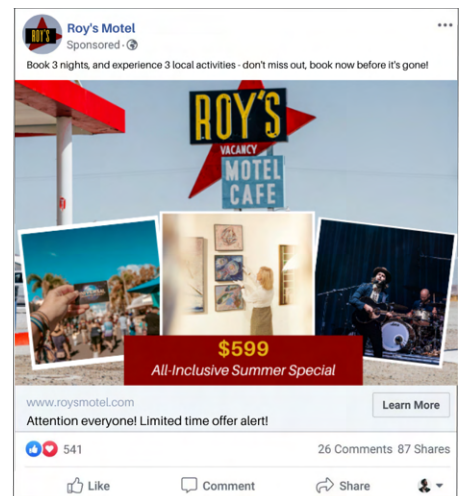 ROY'S
Roy's Motel
Sponsored ·
Book 3 nights, and experience 3 local activities - don't miss out, book now before it's gone!
ROY'S
VACANCY
MOTEL
CAFE
$599
All-Inclusive Summer Special
www.roysmotel.com
Learn More
Attention everyone! Limited time offer alert!
541
26 Comments 87 Shares
Like
Comment
Share